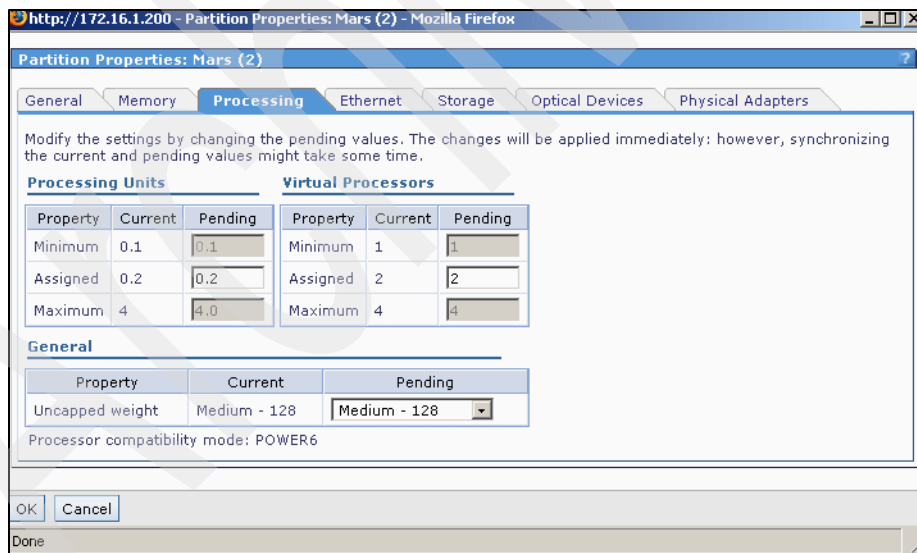 http://172.16.1.200 - Partition Properties: Mars (2) - Mozilla Firefox
Partition Properties: Mars (2)
?
General Memory Processing Ethernet Storage Optical Devices Physical Adapters
Modify the settings by changing the pending values. The changes will be applied immediately: however, synchronizing
the current and pending values might take some time.
Processing Units
Property Current Pending
Minimum 0.1 0.1
Assigned 0.2 0.2
Maximum 4 4.0
Virtual Processors
Property Current Pending
Minimum 1 1
Assigned 2 2
Maximum 4 4
General
Property Current Pending
Uncapped weight Medium - 128 Medium - 128
Processor compatibility mode: POWER6
OK Cancel
Done